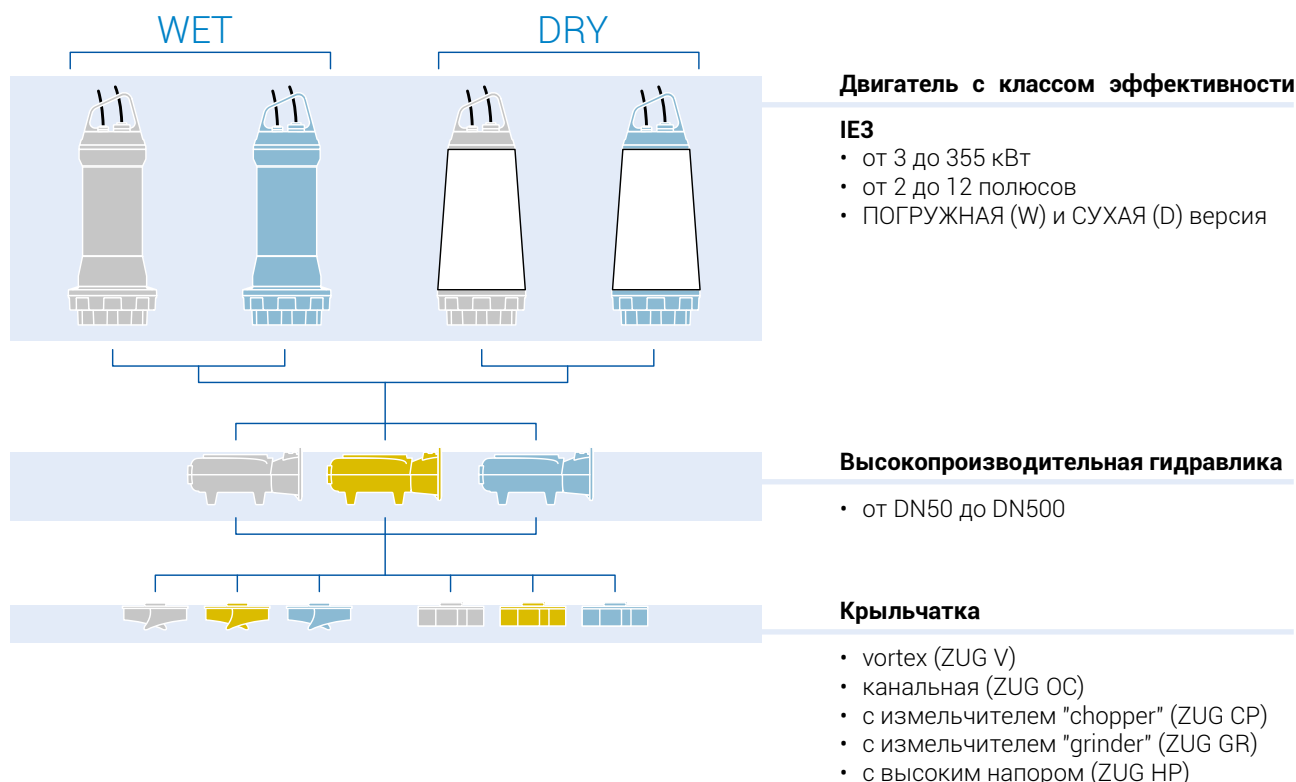 WET
DRY
Двигатель с классом эффективности
IE3
• от 3 до 355 кВт
• от 2 до 12 полюсов
• ПОГРУЖНАЯ (W) и СУХАЯ (D) версия
Высокопроизводительная гидравлика
• от DN50 до DN500
Крыльчатка
• vortex (ZUG V)
• канальная (ZUG OC)
• с измельчителем "chopper" (ZUG CP)
• с измельчителем "grinder" (ZUG GR)
• с высоким напором (ZUG HP)